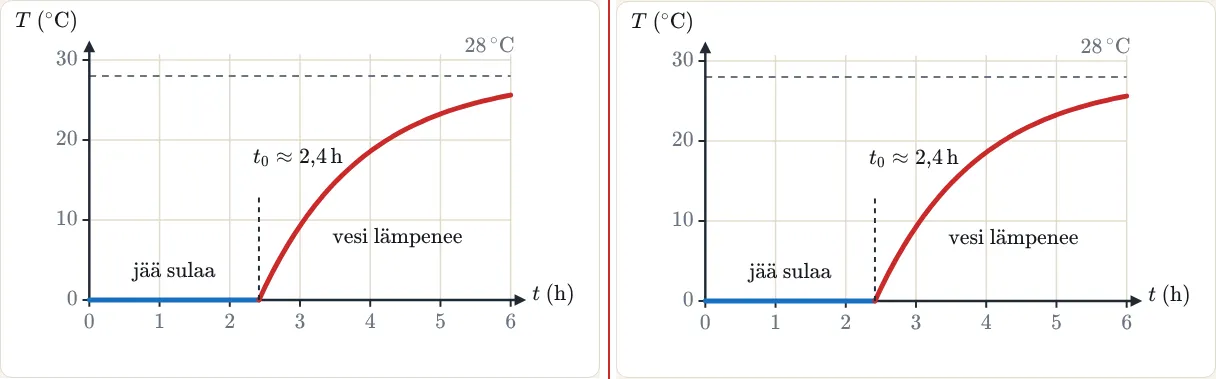 T (°C)
28 °C
30
20
t₀ ≈ 2,4 h
10
vesi lämpenee
jää sulaa
0
t (h)
0 1 2 3 4 5 6
T (°C)
28 °C
30
20
t₀ ≈ 2,4 h
10
vesi lämpenee
jää sulaa
0
t (h)
0 1 2 3 4 5 6